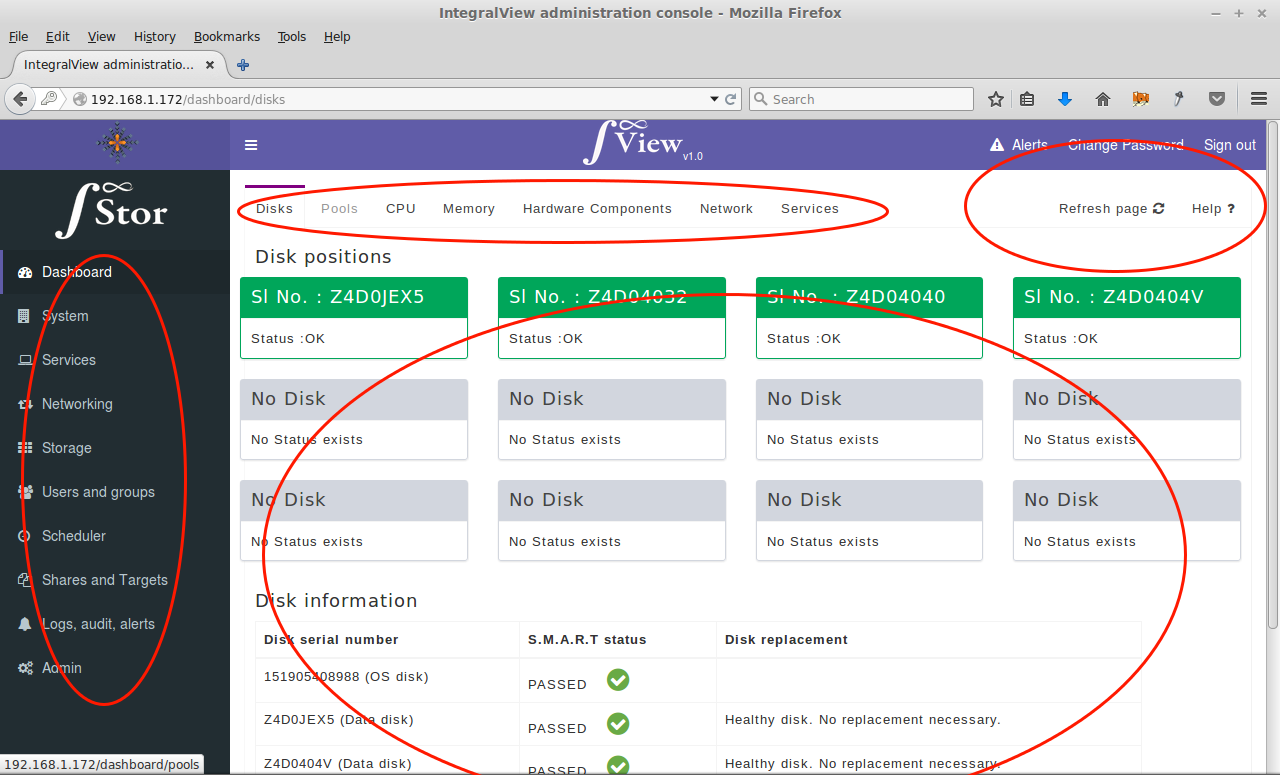 IntegralView administration console - Mozilla Firefox
File Edit View History Bookmarks Tools Help
IntegralView administratio...
192.168.1.172/dashboard/disks
Search
View v1.0
Alerts Change Password Sign out
Stor
Disks Pools CPU Memory Hardware Components Network Services Refresh page Help ?
Dashboard
System
Services
Networking
Storage
Users and groups
Scheduler
Shares and Targets
Logs, audit, alerts
Admin
Disk positions
Sl No. : Z4D0JEX5 Sl No. : Z4D04032 Sl No. : Z4D04040 Sl No. : Z4D0404V
Status :OK Status :OK Status :OK Status :OK
No Disk No Disk No Disk No Disk
No Status exists No Status exists No Status exists No Status exists
No Disk No Disk No Disk No Disk
No Status exists No Status exists No Status exists No Status exists
Disk information
Disk serial number S.M.A.R.T status Disk replacement
151905408988 (OS disk) PASSED
Z4D0JEX5 (Data disk) PASSED Healthy disk. No replacement necessary.
Z4D0404V (Data disk) PASSED Healthy disk. No replacement necessary.
192.168.1.172/dashboard/pools